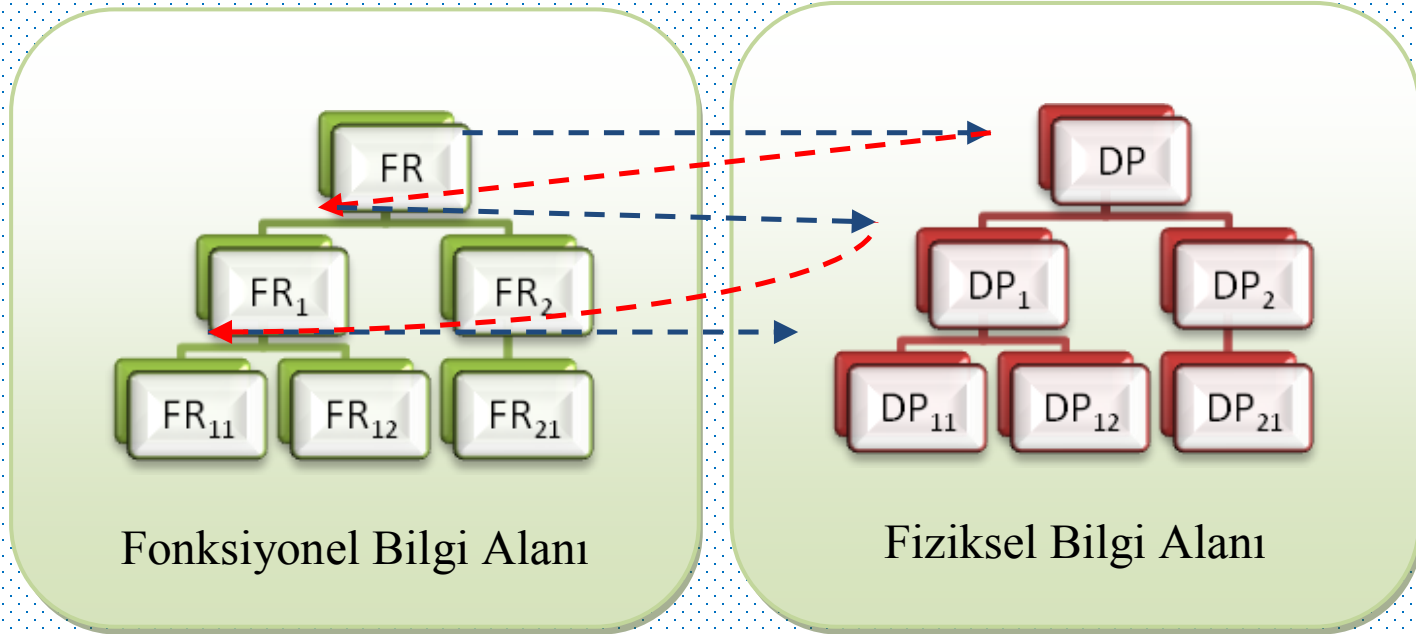 FR
DP
FR₁
FR₂
DP₁
DP₂
FR₁₁
FR₁₂
FR₂₁
DP₁₁
DP₁₂
DP₂₁
Fonksiyonel Bilgi Alanı
Fiziksel Bilgi Alanı